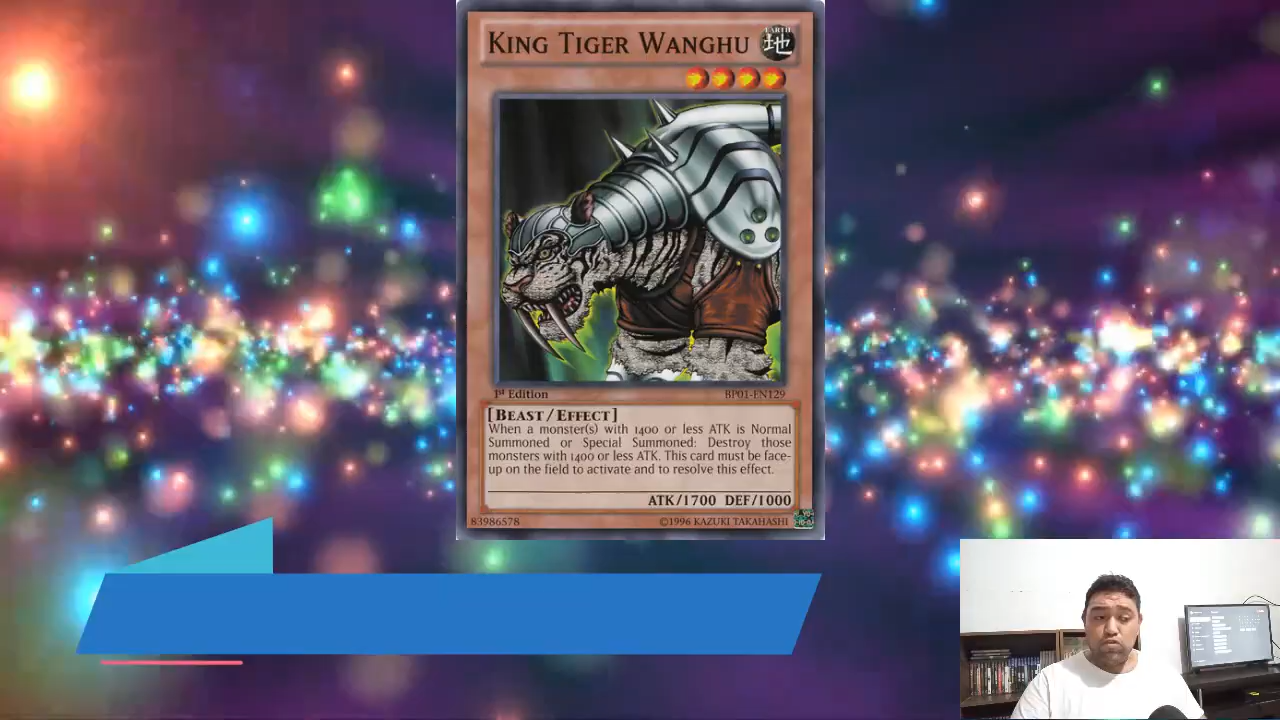 KING TIGER WANGHU
EARTH
地
1st Edition
BP01-EN129
[BEAST/EFFECT]
When a monster(s) with 1400 or less ATK is Normal
Summoned or Special Summoned: Destroy those
monsters with 1400 or less ATK. This card must be face-
up on the field to activate and to resolve this effect.
ATK/1700 DEF/1000
83986578
©1996 KAZUKI TAKAHASHI